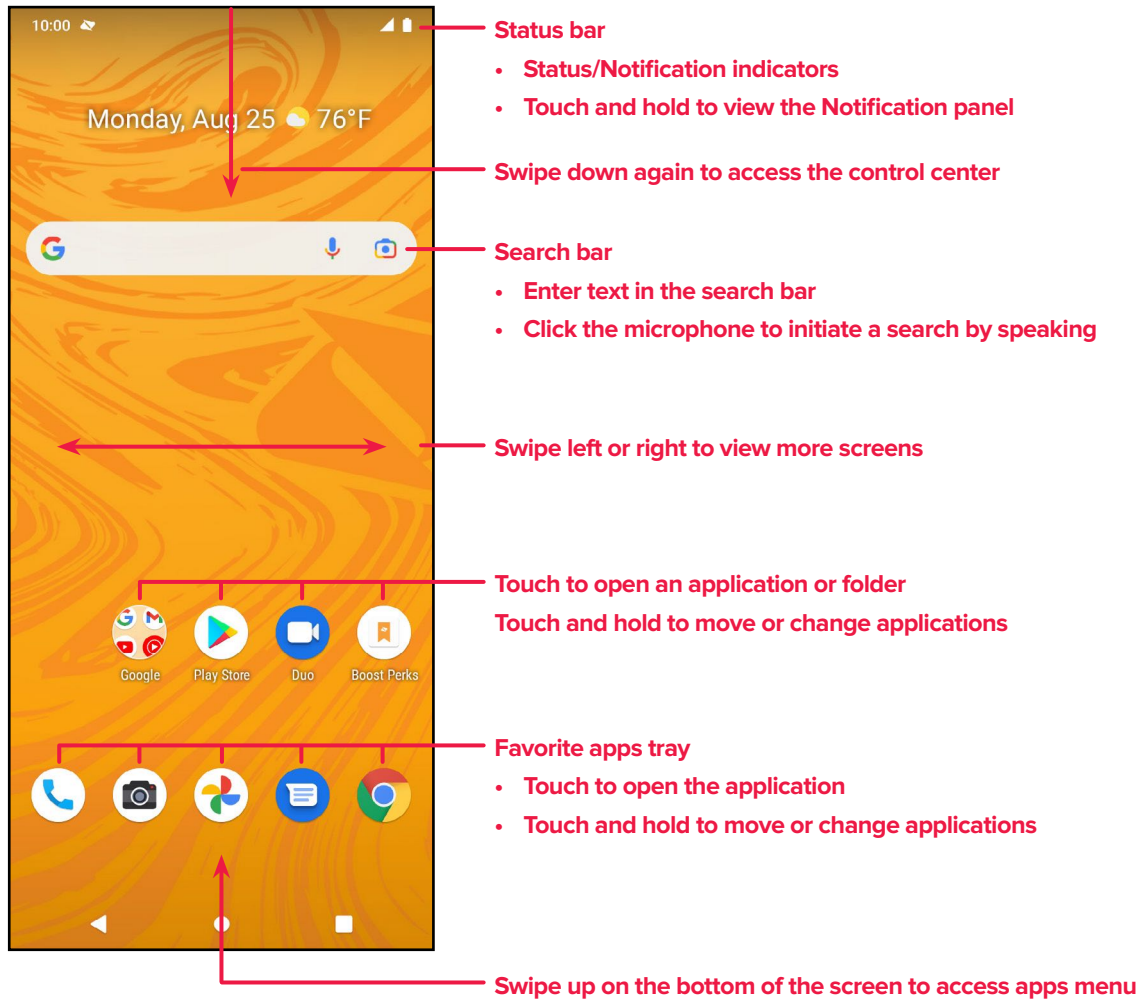 10:00
Status bar
• Status/Notification indicators
• Touch and hold to view the Notification panel
Monday, Aug 25 76°F
Swipe down again to access the control center
G
Search bar
• Enter text in the search bar
• Click the microphone to initiate a search by speaking
Swipe left or right to view more screens
Touch to open an application or folder
Touch and hold to move or change applications
G M
Google Play Store Duo Boost Perks
Favorite apps tray
• Touch to open the application
• Touch and hold to move or change applications
Swipe up on the bottom of the screen to access apps menu